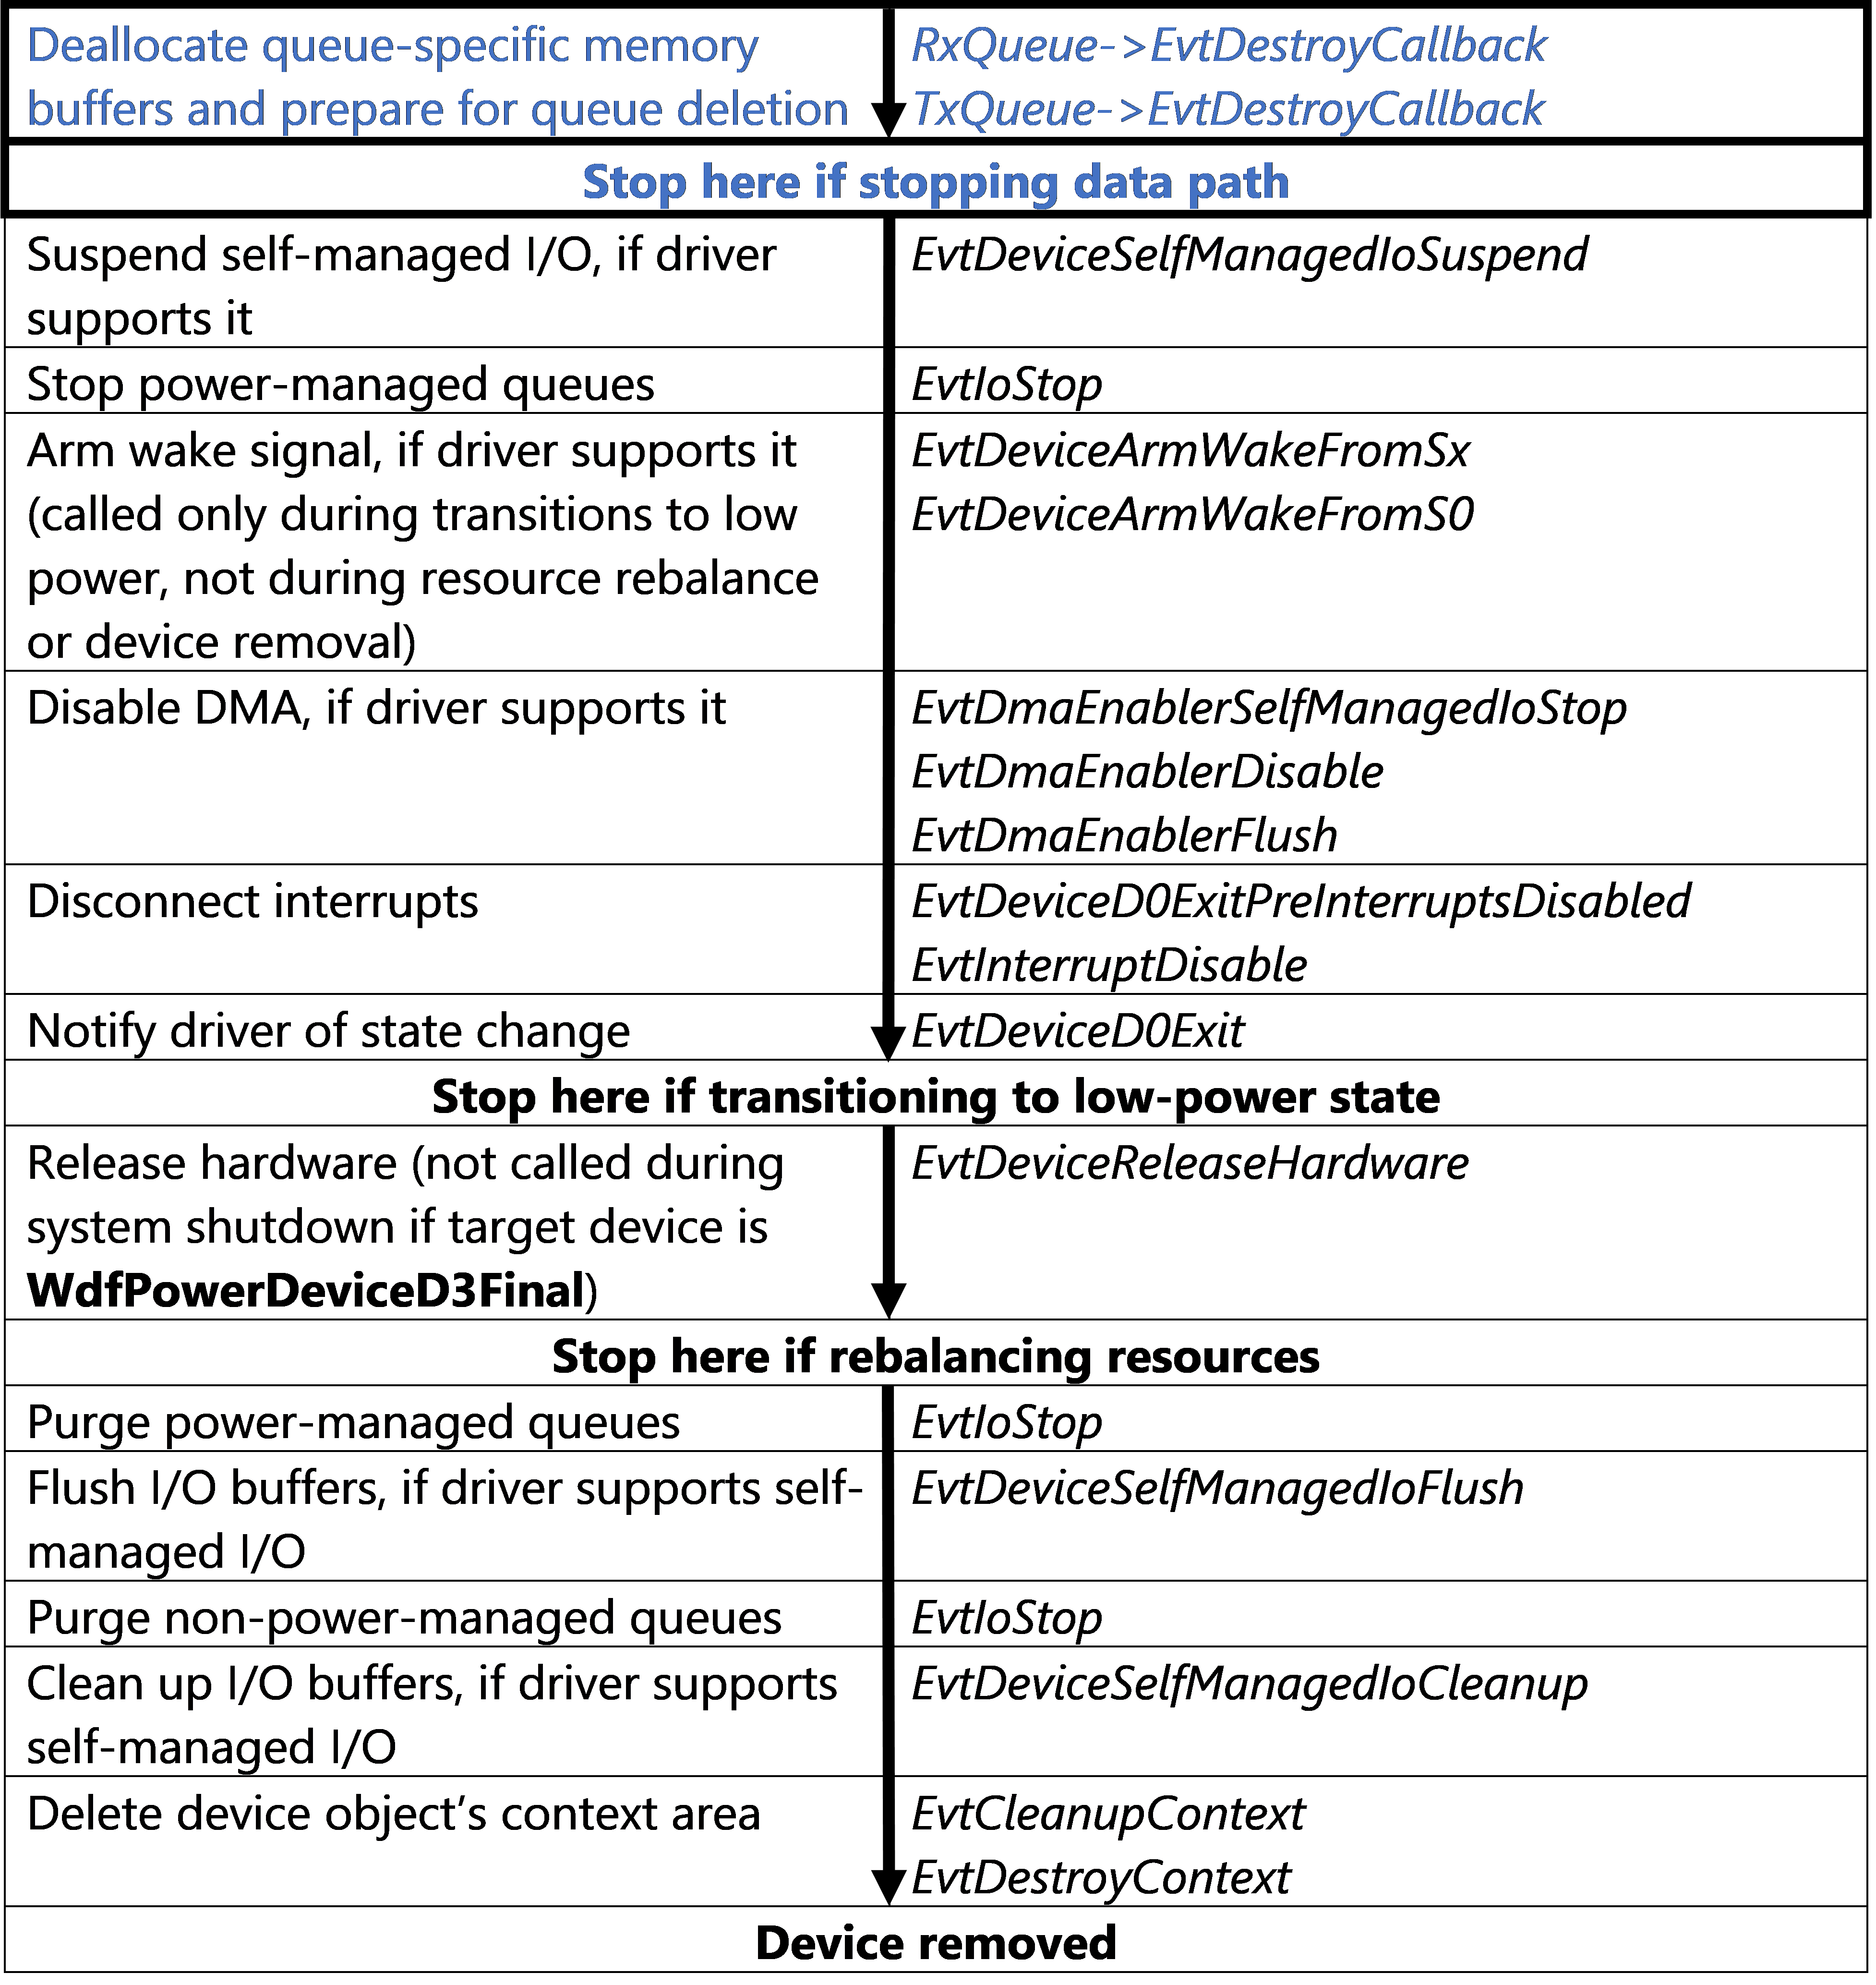 Deallocate queue-specific memory
buffers and prepare for queue deletion
RxQueue->EvtDestroyCallback
TxQueue->EvtDestroyCallback
Stop here if stopping data path
Suspend self-managed I/O, if driver
supports it
EvtDeviceSelfManagedIoSuspend
Stop power-managed queues
EvtIoStop
Arm wake signal, if driver supports it
(called only during transitions to low
power, not during resource rebalance
or device removal)
EvtDeviceArmWakeFromSx
EvtDeviceArmWakeFromS0
Disable DMA, if driver supports it
EvtDmaEnablerSelfManagedIoStop
EvtDmaEnablerDisable
EvtDmaEnablerFlush
Disconnect interrupts
EvtDeviceD0ExitPreInterruptsDisabled
EvtInterruptDisable
Notify driver of state change
EvtDeviceD0Exit
Stop here if transitioning to low-power state
Release hardware (not called during
system shutdown if target device is
WdfPowerDeviceD3Final)
EvtDeviceReleaseHardware
Stop here if rebalancing resources
Purge power-managed queues
EvtIoStop
Flush I/O buffers, if driver supports self-
managed I/O
EvtDeviceSelfManagedIoFlush
Purge non-power-managed queues
EvtIoStop
Clean up I/O buffers, if driver supports
self-managed I/O
EvtDeviceSelfManagedIoCleanup
Delete device object’s context area
EvtCleanupContext
EvtDestroyContext
Device removed